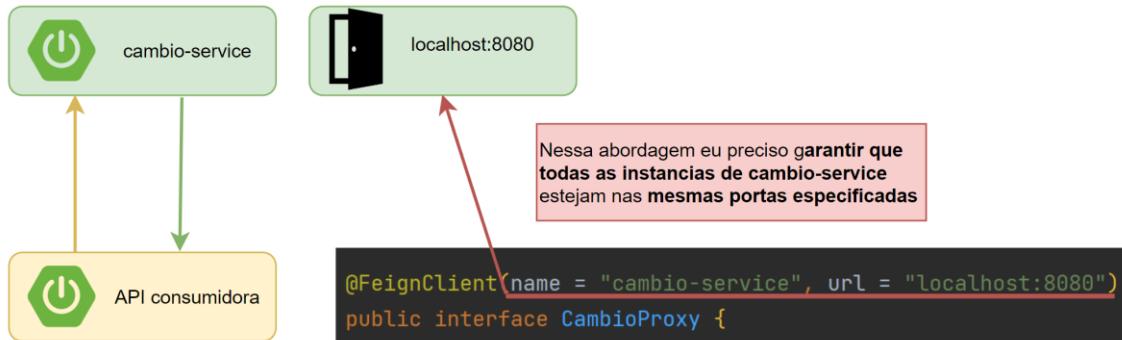 cambio-service
localhost:8080
Nessa abordagem eu preciso garantir que
todas as instancias de cambio-service
estejam nas mesmas portas especificadas
API consumidora
@FeignClient(name = "cambio-service", url = "localhost:8080")
public interface CambioProxy {